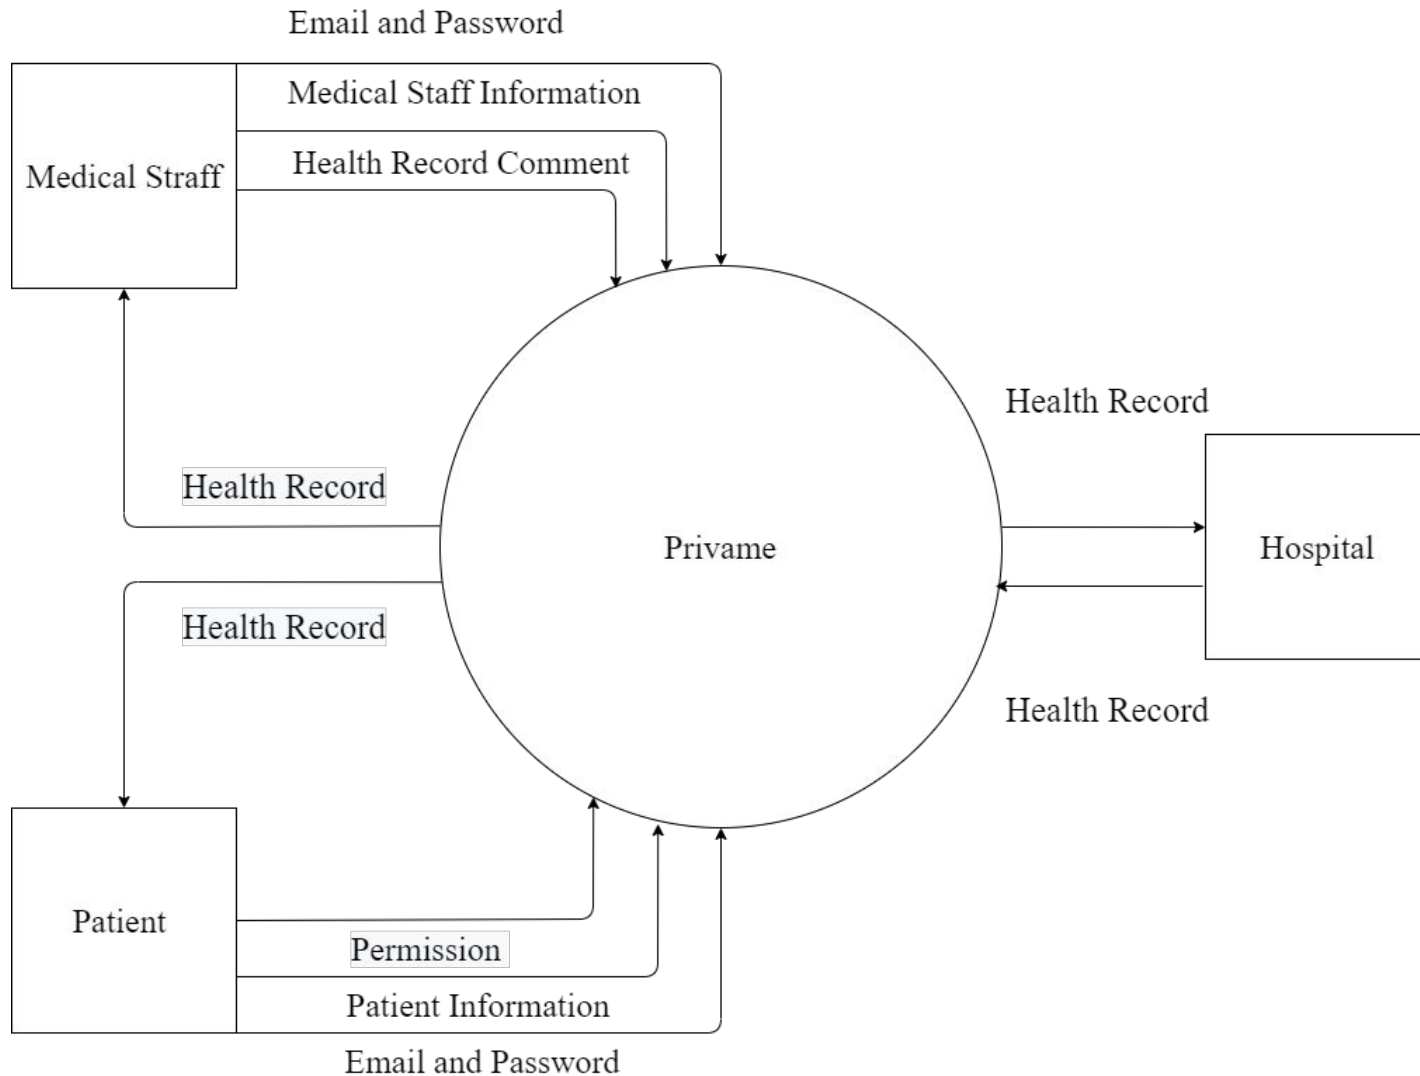 Email and Password
Medical Staff Information
Health Record Comment
Medical Straff
Health Record
Health Record
Privame
Health Record
Hospital
Health Record
Patient
Permission
Patient Information
Email and Password